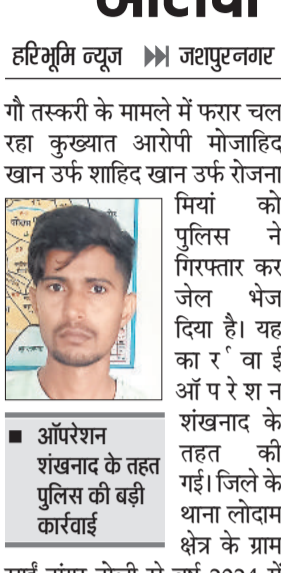 हरिभूमि न्यूज ▶▶ जशपुरनगर
गौ तस्करी के मामले में फरार चल
रहा कुख्यात आरोपी मोजाहिद
खान उर्फ शाहिद खान उर्फ रोजना
मियां को
पुलिस ने
गिरफ्तार कर
जेल भेज
दिया है। यह
कार्रवाई
ऑपरेशन
शंखनाद के
तहत की
गई। जिले के
थाना लोदाम
क्षेत्र के ग्राम
■ ऑपरेशन
शंखनाद के तहत
पुलिस की बड़ी
कार्रवाई